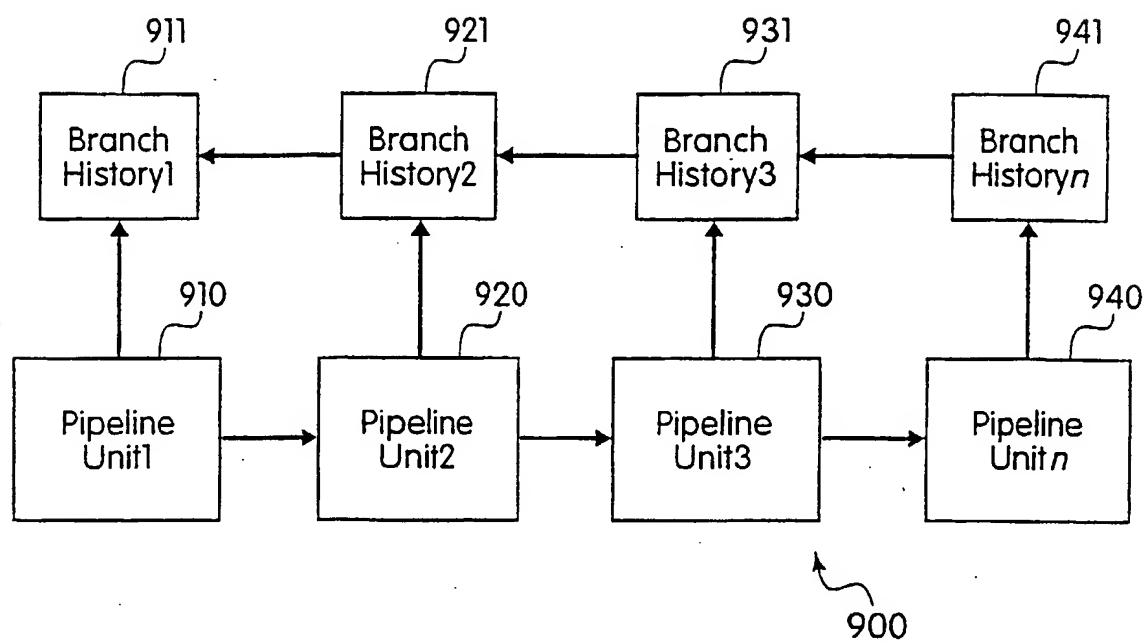 911
921
931
941
Branch
History1
Branch
History2
Branch
History3
Branch
Historyn
910
920
930
940
Pipeline
Unit1
Pipeline
Unit2
Pipeline
Unit3
Pipeline
Unitn
900